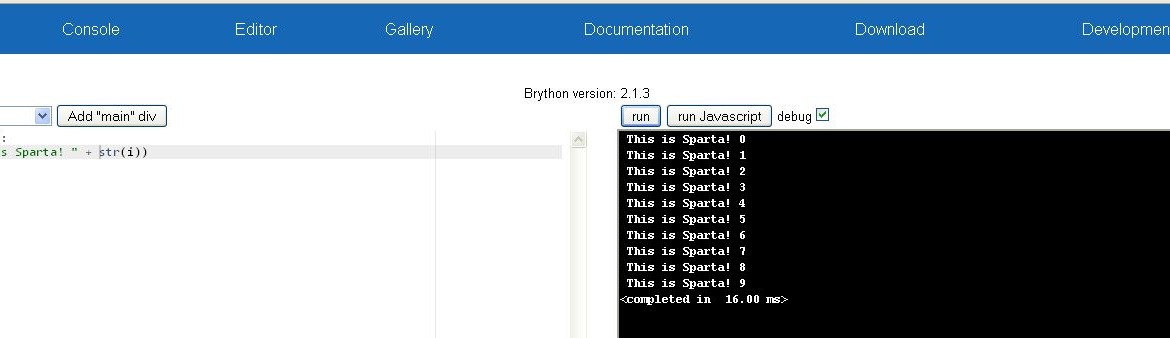 Console Editor Gallery Documentation Download Developmen
Brython version: 2.1.3
Add "main" div run run Javascript debug
:
s Sparta! " + str(i))
This is Sparta! 0
This is Sparta! 1
This is Sparta! 2
This is Sparta! 3
This is Sparta! 4
This is Sparta! 5
This is Sparta! 6
This is Sparta! 7
This is Sparta! 8
This is Sparta! 9
<completed in  16.00 ms>